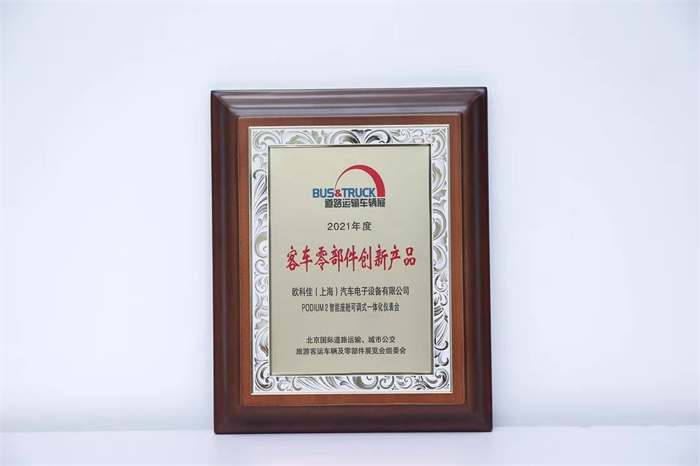 BUS&TRUCK
道路运输车辆展
2021年度
客车零部件创新产品
欧科佳（上海）汽车电子设备有限公司
PODIUM 2 智能座舱可调式一体化仪表台
北京国际道路运输、城市公交
旅游客运车辆及零部件展览会组委会